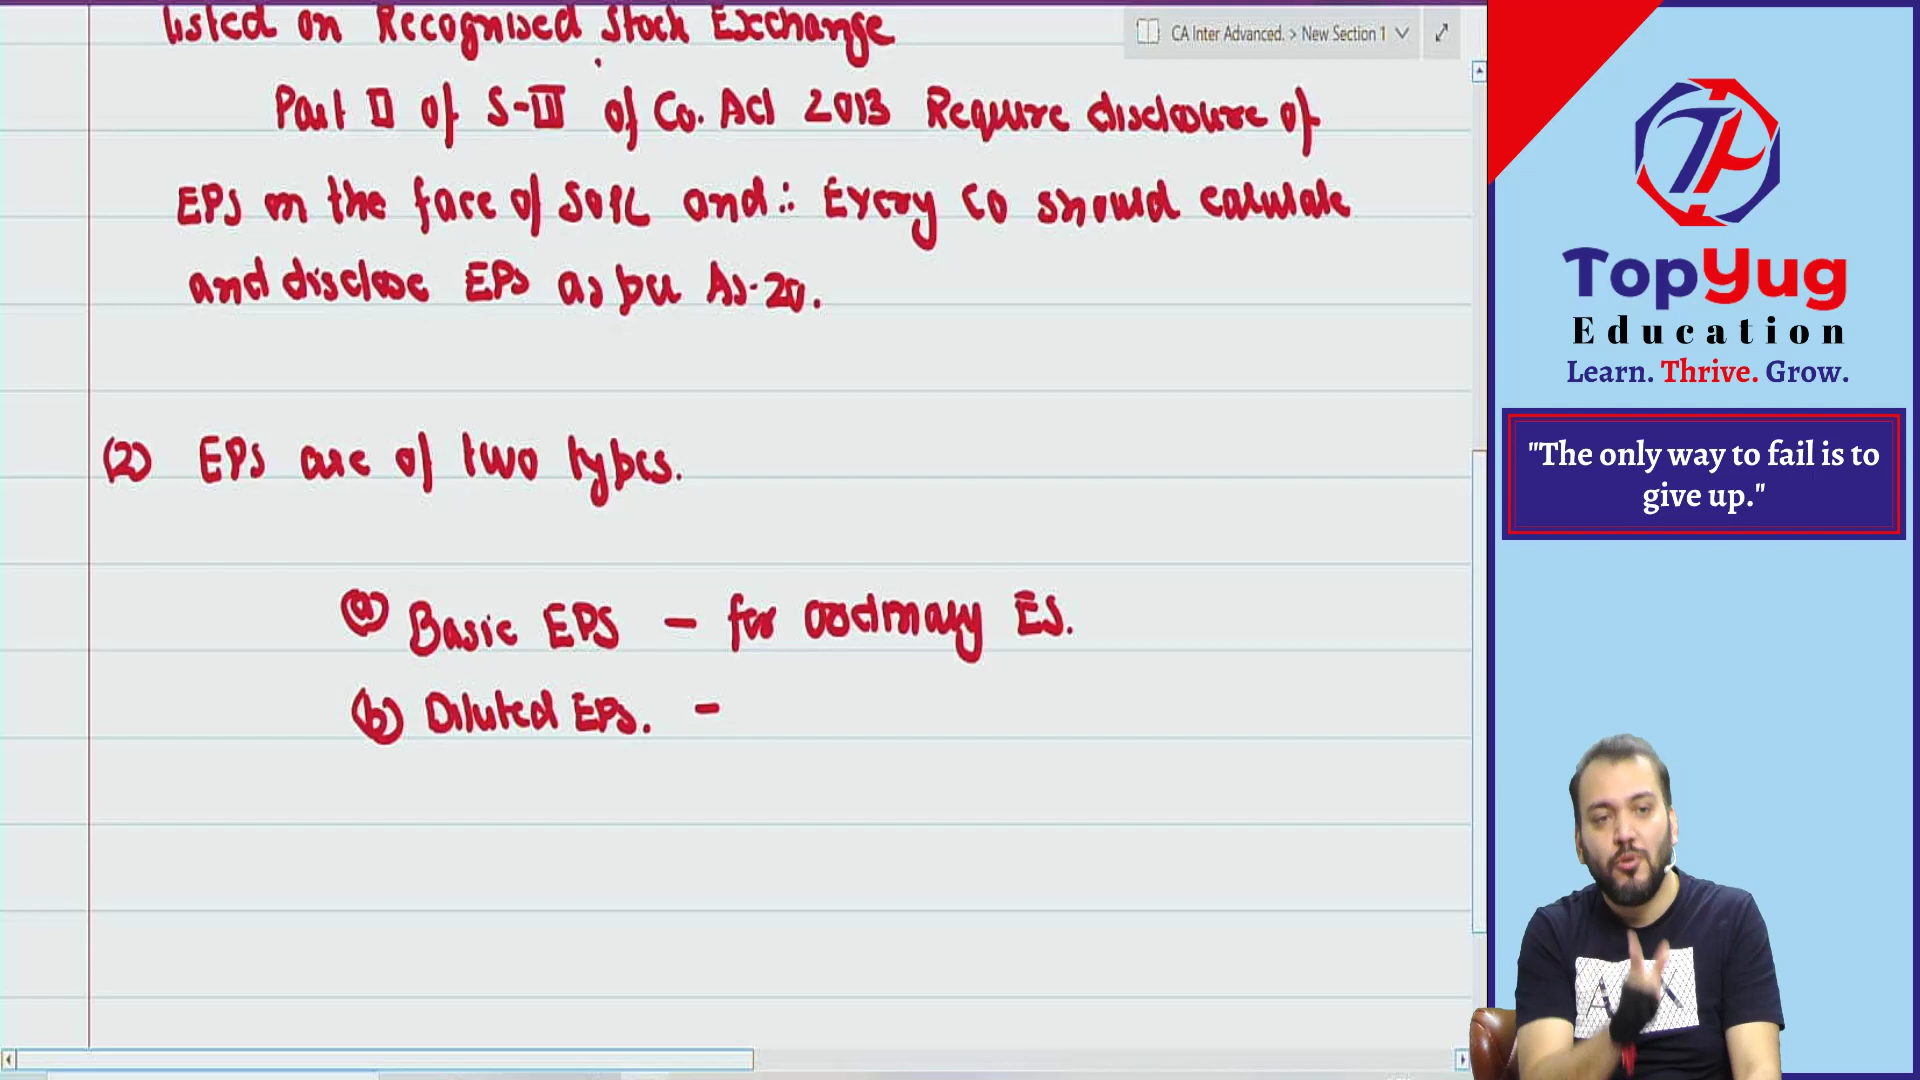 listed on Recognised Stock Exchange
Part II of S-III of Co. Act 2013 Require disclosure of
EPS on the face of SOPL and ∴ Every Co should calculate
and disclose EPS as per AS-20.
(2) EPS are of two types.
(a) Basic EPS – for ordinary ES.
(b) Diluted EPS. –
CA Inter Advanced. > New Section 1
TopYug
Education
Learn. Thrive. Grow.
"The only way to fail is to
give up."